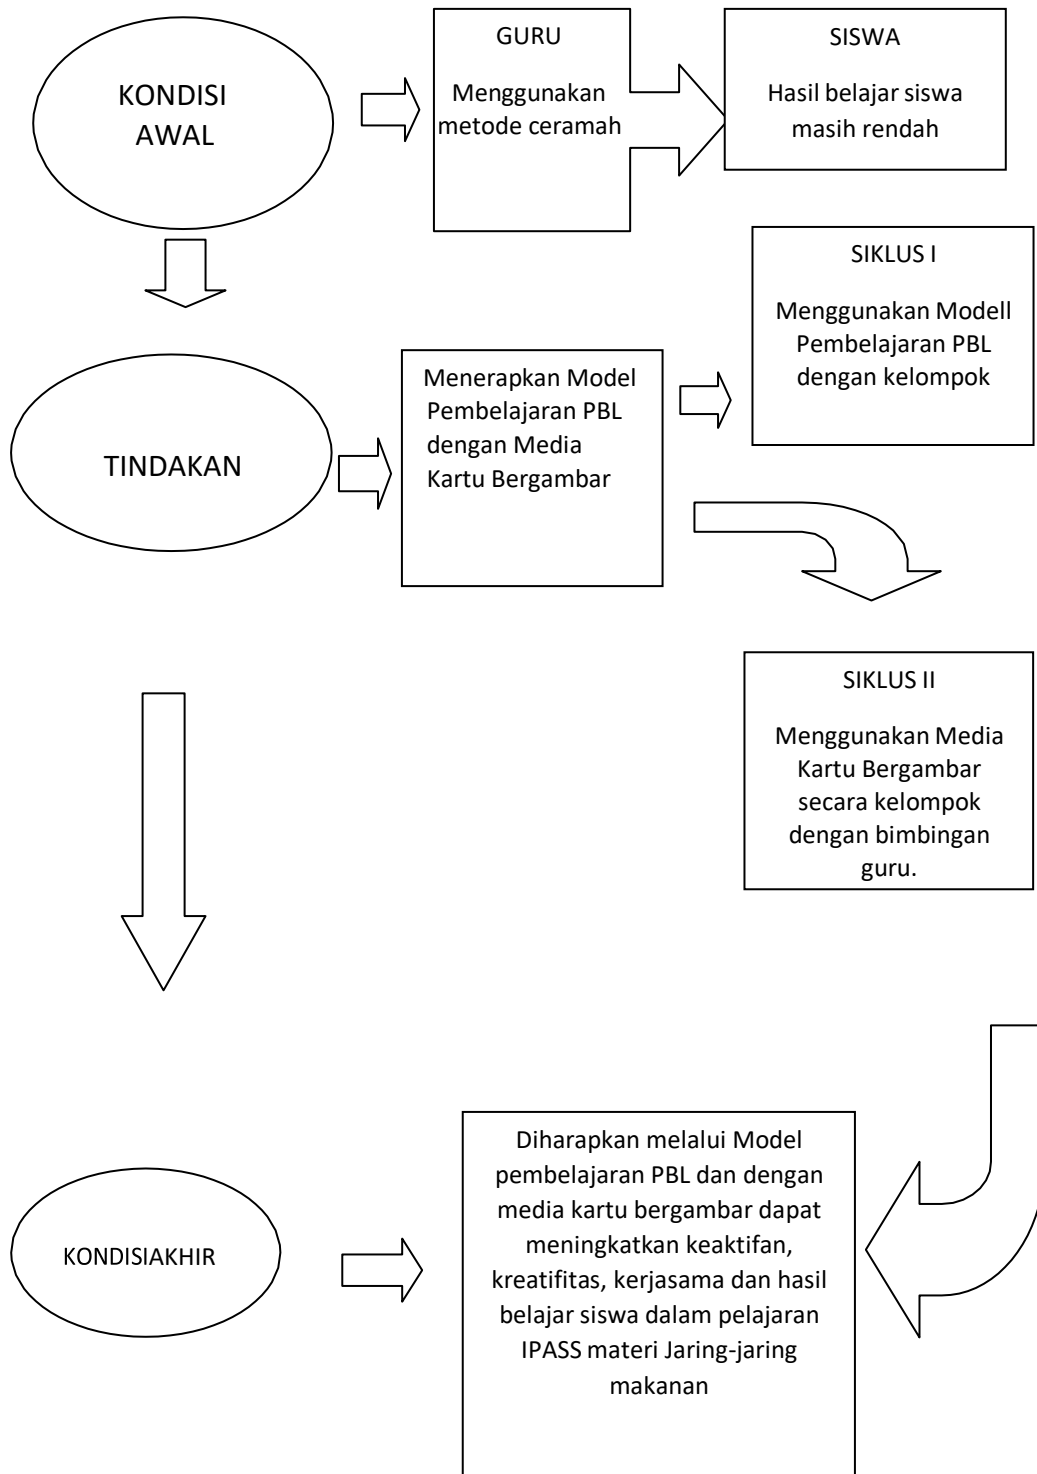 KONDISI
AWAL
GURU
Menggunakan
metode ceramah
SISWA
Hasil belajar siswa
masih rendah
TINDAKAN
Menerapkan Model
Pembelajaran PBL
dengan Media
Kartu Bergambar
SIKLUS I
Menggunakan Modell
Pembelajaran PBL
dengan kelompok
SIKLUS II
Menggunakan Media
Kartu Bergambar
secara kelompok
dengan bimbingan
guru.
KONDISIAKHIR
Diharapkan melalui Model
pembelajaran PBL dan dengan
media kartu bergambar dapat
meningkatkan keaktifan,
kreatifitas, kerjasama dan hasil
belajar siswa dalam pelajaran
IPASS materi Jaring-jaring
makanan